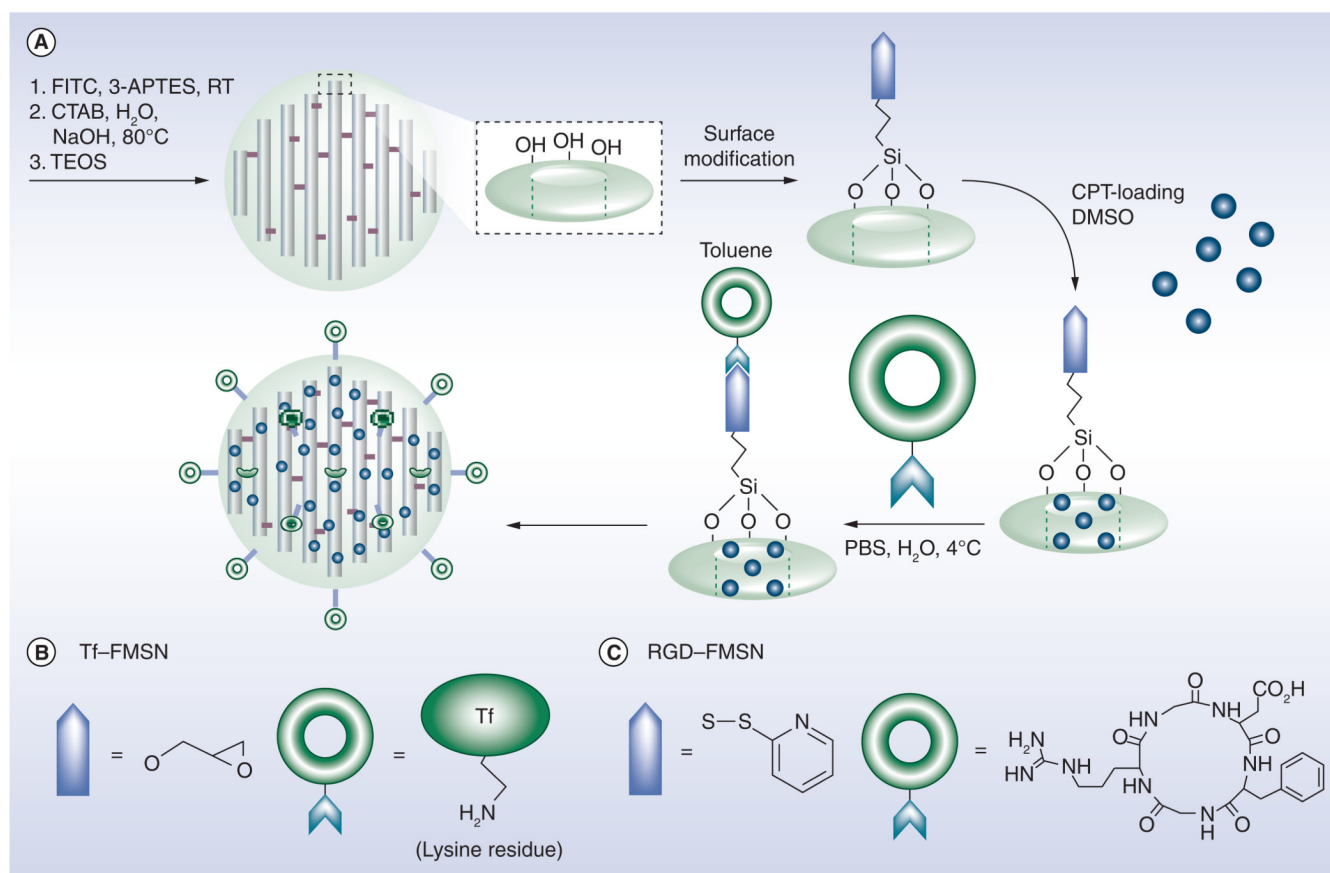 A
1. FITC, 3-APTES, RT
2. CTAB, H₂O,
NaOH, 80°C
3. TEOS
OH
OH
OH
Surface
modification
Si
O
O
O
CPT-loading
DMSO
Toluene
Si
O
O
O
Si
O
O
O
PBS, H₂O, 4°C
B Tf–FMSN
=
O
O
=
Tf
H₂N
(Lysine residue)
C RGD–FMSN
=
S–S
N
=
O
CO₂H
O
NH
HN
O
H₂N
HN
NH
O
NH
HN
O
N
H
O